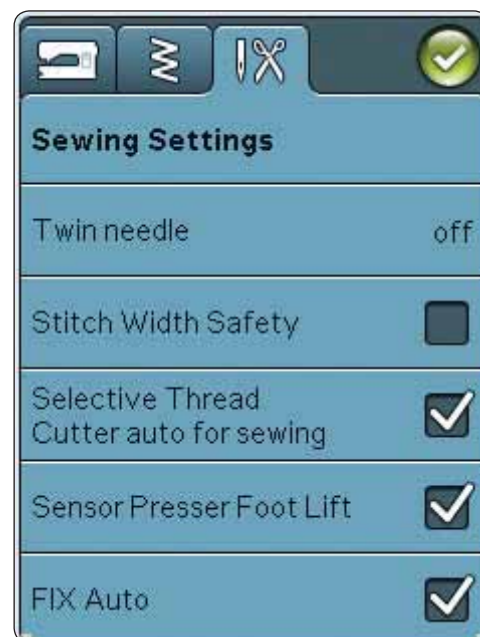 Sewing Settings
Twin needle off
Stitch Width Safety
Selective Thread
Cutter auto for sewing
Sensor Presser Foot Lift
FIX Auto